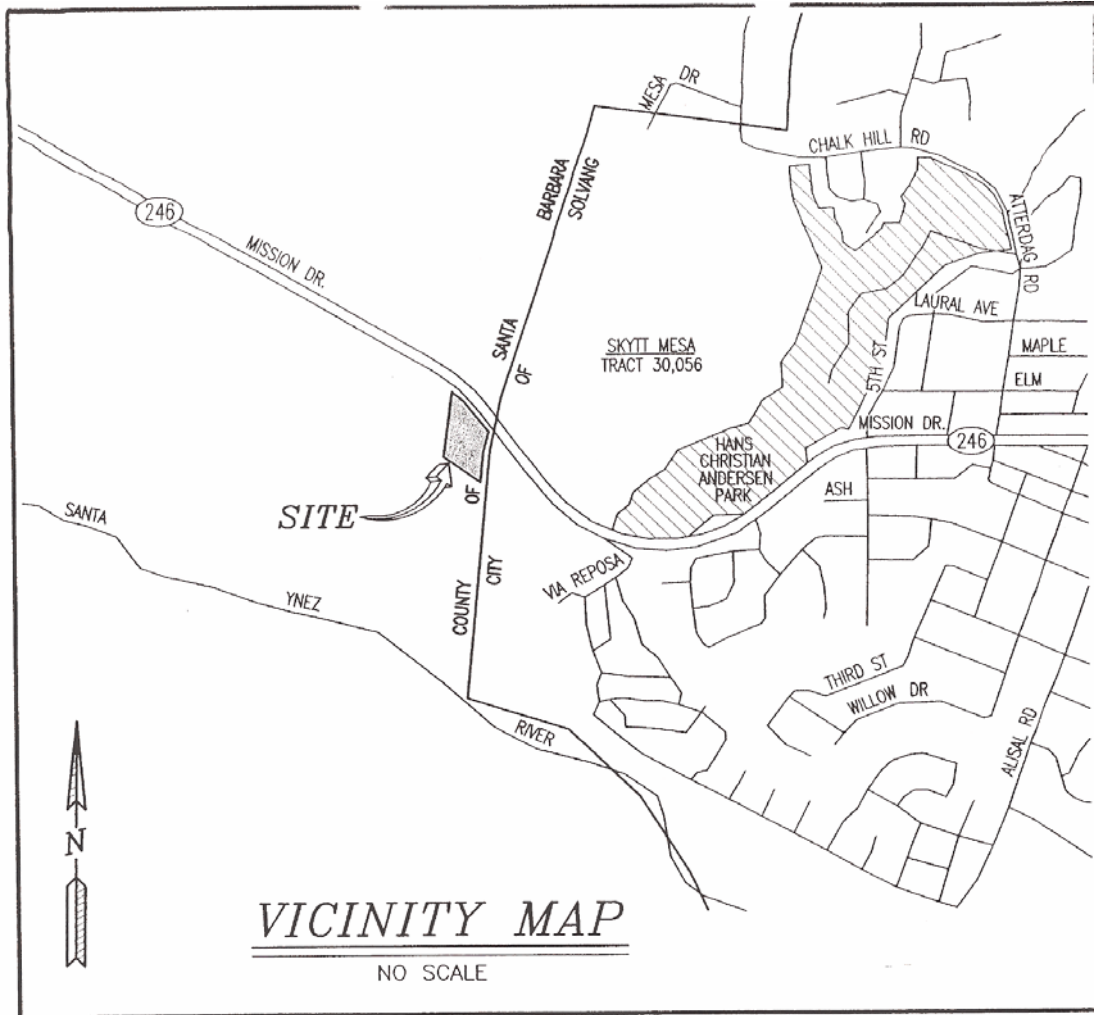 MESA DR
CHALK HILL RD
BARBARA
SOLVANG
246
MISSION DR.
ATTERDAG RD
LAURAL AVE
SANTA
OF
SKYTT MESA
TRACT 30,056
MAPLE
5TH ST
ELM
MISSION DR.
246
HANS
CHRISTIAN
ANDERSEN
PARK
ASH
OF
SITE
SANTA
CITY
VIA REPOSA
YNEZ
COUNTY
THIRD ST
WILLOW DR
RIVER
ALISAL RD
N
VICINITY MAP
NO SCALE